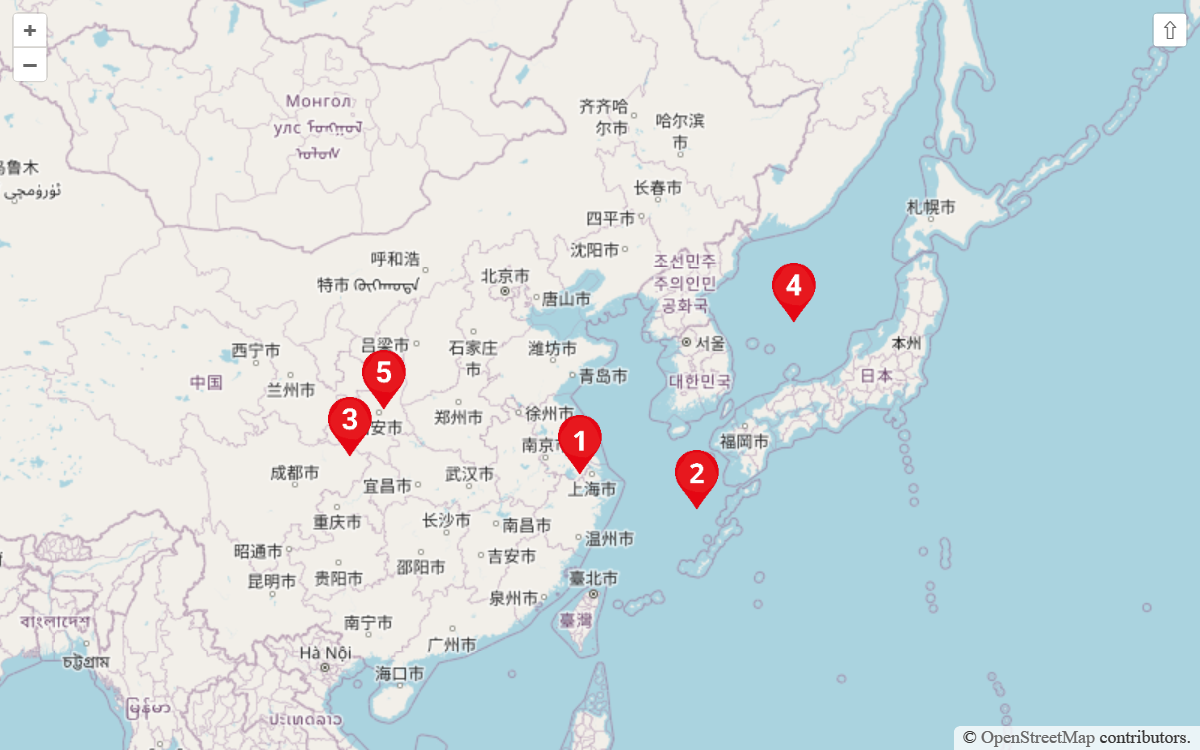 +
−
⇧
Монгол
улс
齐齐哈
尔市
哈尔滨
市
鲁木
ئۈرۈمچى
长春市
札幌市
四平市
沈阳市
呼和浩
特市
조선민주
주의인민
공화국
北京市
唐山市
4
서울
本州
吕梁市
石家庄
市
潍坊市
西宁市
中国
兰州市
5
青岛市
대한민국
日本
3
安市
郑州市
徐州市
南京
1
福岡市
成都市
宜昌市
武汉市
上海市
2
重庆市
长沙市
南昌市
温州市
昭通市
昆明市
贵阳市
邵阳市
吉安市
臺北市
泉州市
臺灣
বাংলাদেশ
চট্টগ্রাম
南宁市
广州市
Hà Nội
海口市
မြန်မာ
ປະເທດລາວ
© OpenStreetMap contributors.